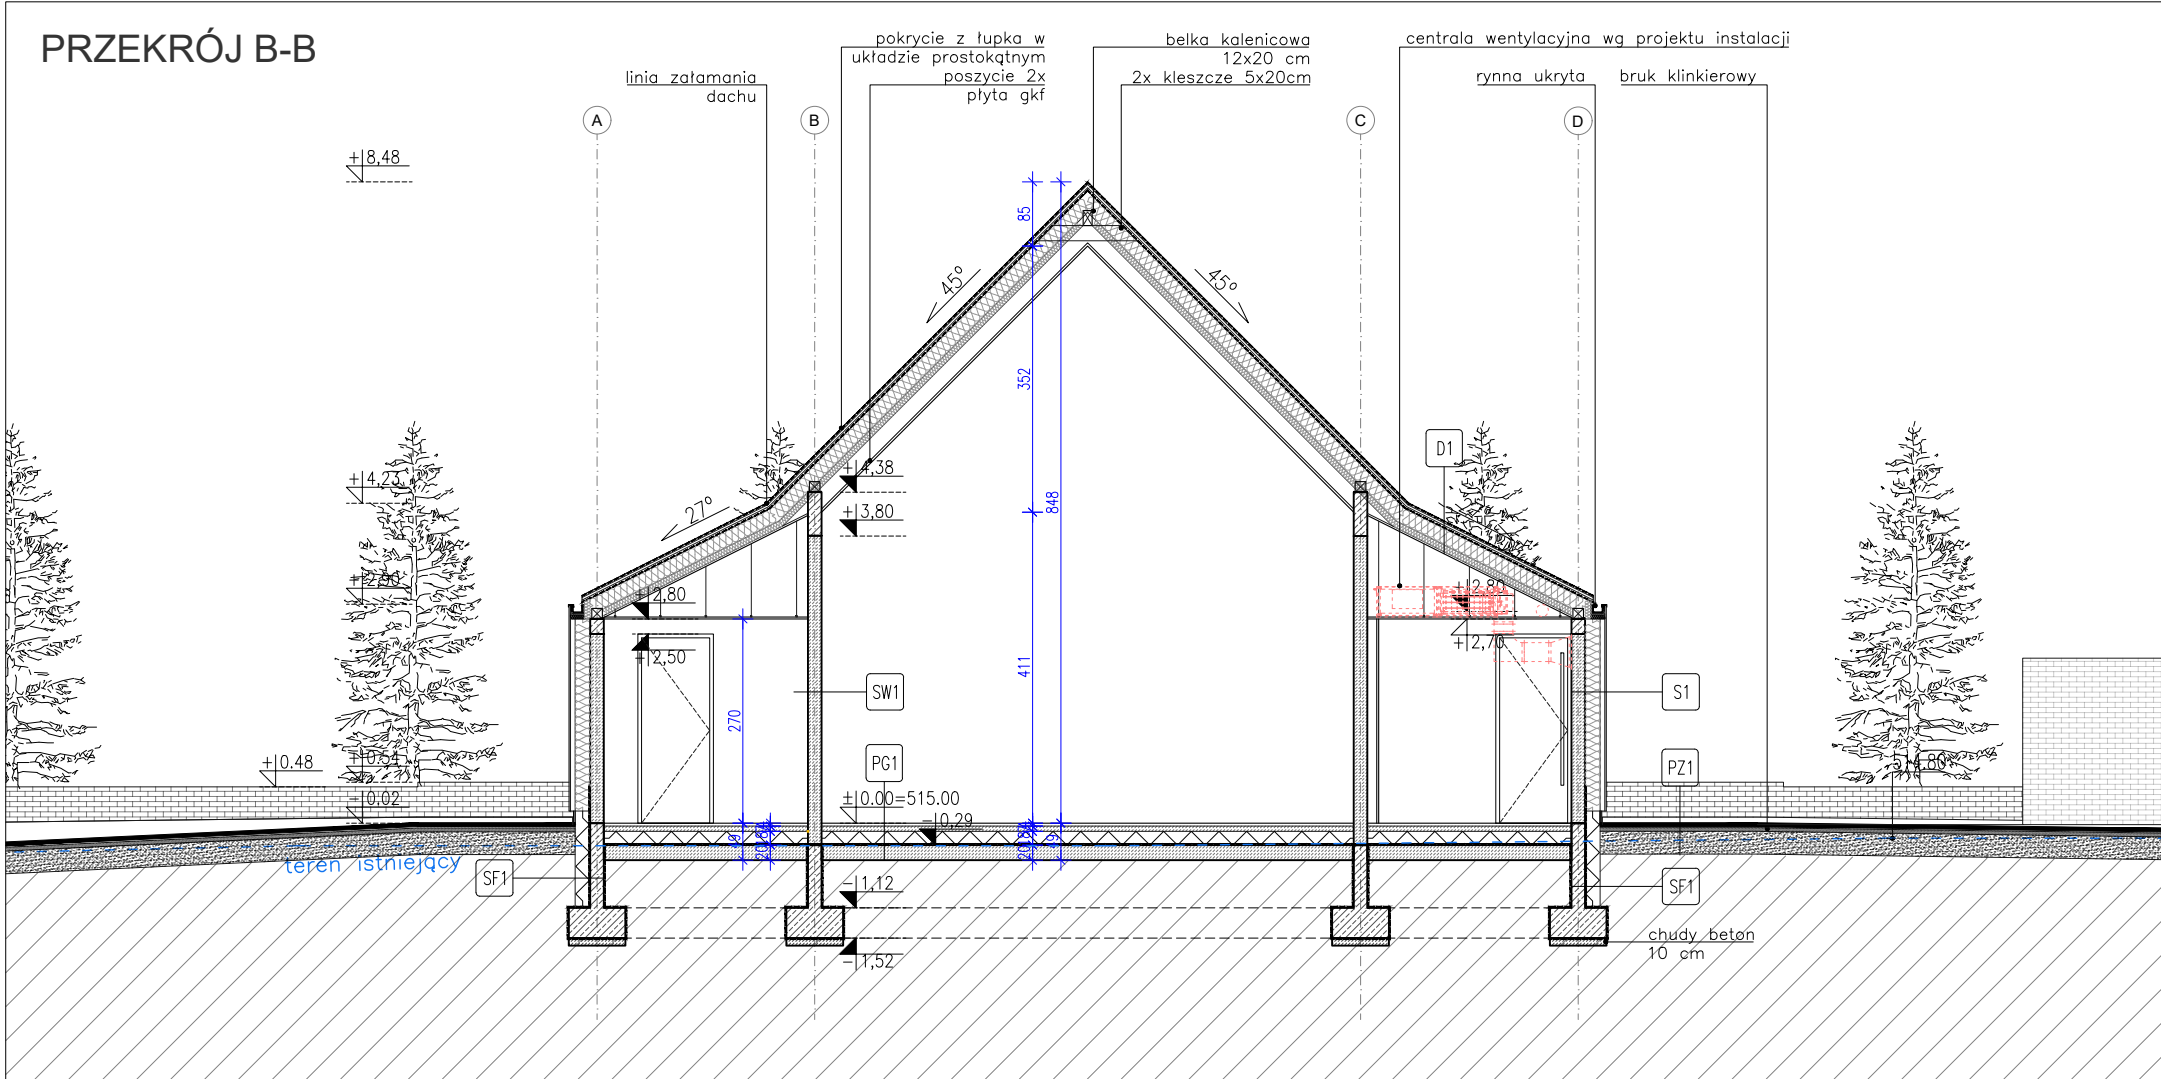 PRZEKRÓJ B-B
pokrycie z łupka w
układzie prostokątnym
poszycie 2x
płyta gkf
linia załamania
dachu
belka kalenicowa
12x20 cm
2x kleszcze 5x20cm
centrala wentylacyjna wg projektu instalacji
rynna ukryta
bruk klinkierowy
A
B
C
D
+8,48
85
45°
45°
352
848
D1
+4,23
+4,38
27°
+3,80
+2,90
+2,80
+2,80
+2,50
+2,70
411
270
SW1
S1
PG1
PZ1
+0.48
+0.54
-0.02
±0.00=515.00
-0,29
49
49
teren istniejący
SF1
SF1
-1,12
-1,52
chudy beton
10 cm